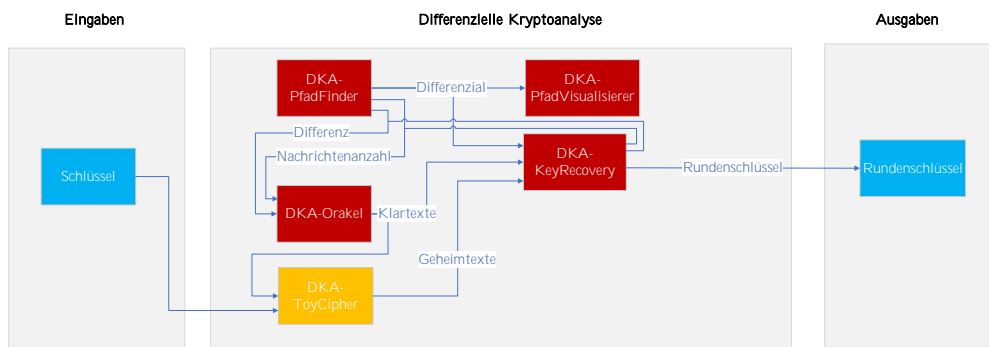 Eingaben
Differenzielle Kryptoanalyse
Ausgaben
DKA-
PfadFinder
Differenzial
DKA-
PfadVisualisierer
Differenz
Nachrichtenanzahl
DKA-
KeyRecovery
Rundenschlüssel
Rundenschlüssel
Schlüssel
DKA-Orakel
Klartexte
Geheimtexte
DKA-
ToyCipher